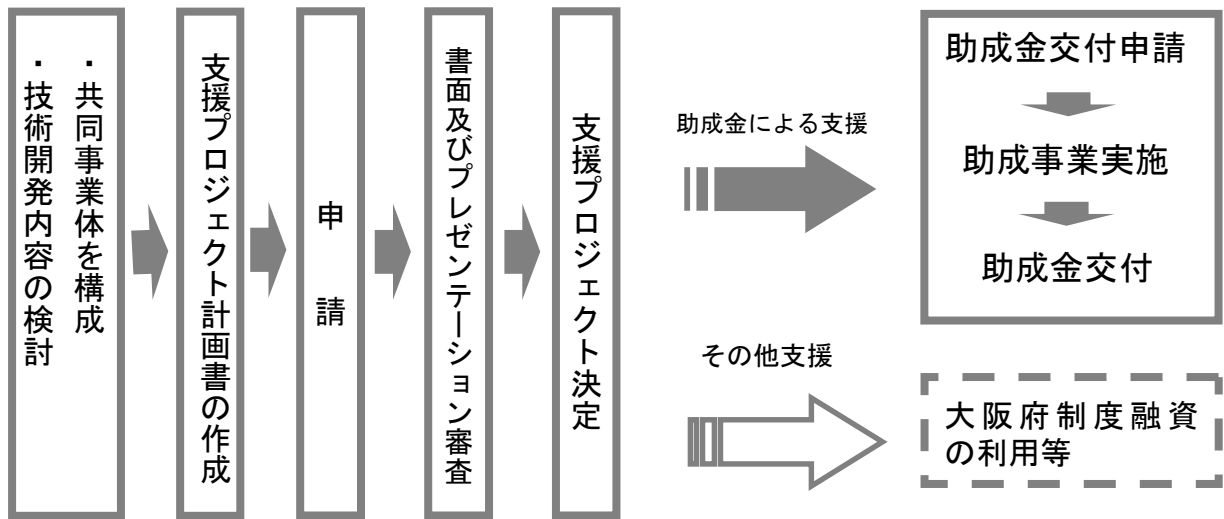 ・共同事業体を構成
・技術開発内容の検討
支援プロジェクト計画書の作成
申請
書面及びプレゼンテーション審査
支援プロジェクト決定
助成金による支援
助成金交付申請
助成事業実施
助成金交付
その他支援
大阪府制度融資
の利用等